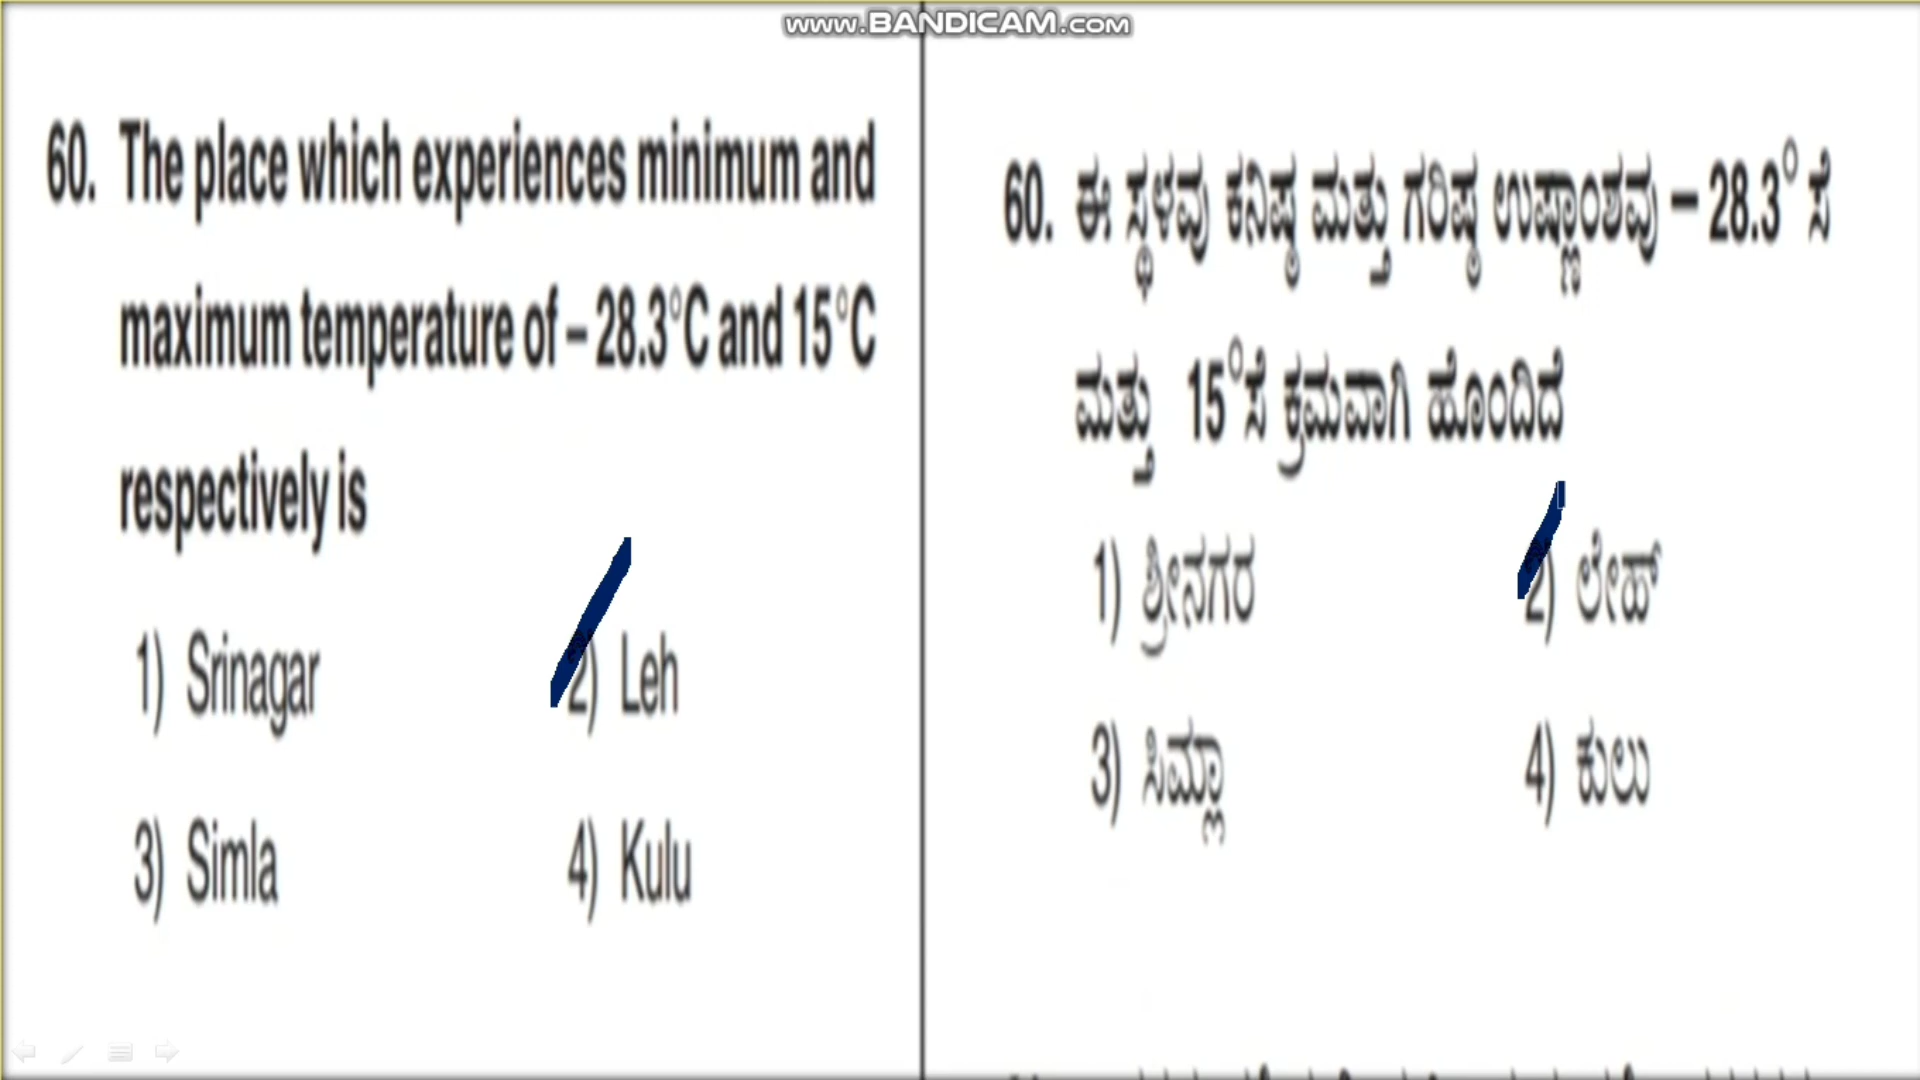 www.BANDICAM.com
60. The place which experiences minimum and
maximum temperature of – 28.3°C and 15°C
respectively is
1) Srinagar 2) Leh
3) Simla 4) Kulu
60. ಈ ಸ್ಥಳವು ಕನಿಷ್ಠ ಮತ್ತು ಗರಿಷ್ಠ ಉಷ್ಣಾಂಶವು – 28.3° ಸೆ
ಮತ್ತು 15° ಸೆ ಕ್ರಮವಾಗಿ ಹೊಂದಿದೆ
1) ಶ್ರೀನಗರ 2) ಲೇಹ್
3) ಸಿಮ್ಲಾ 4) ಕುಲು